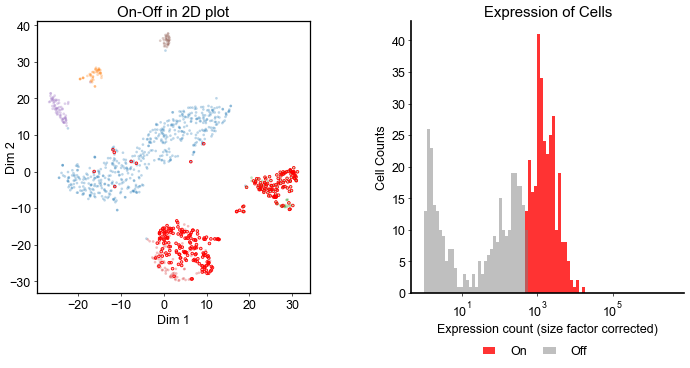 On-Off in 2D plot
40
30
20
10
0
−10
−20
−30
Dim 2
−20 −10 0 10 20 30
Dim 1
Expression of Cells
40
35
30
25
20
15
10
5
0
Cell Counts
10^1 10^3 10^5
Expression count (size factor corrected)
On Off